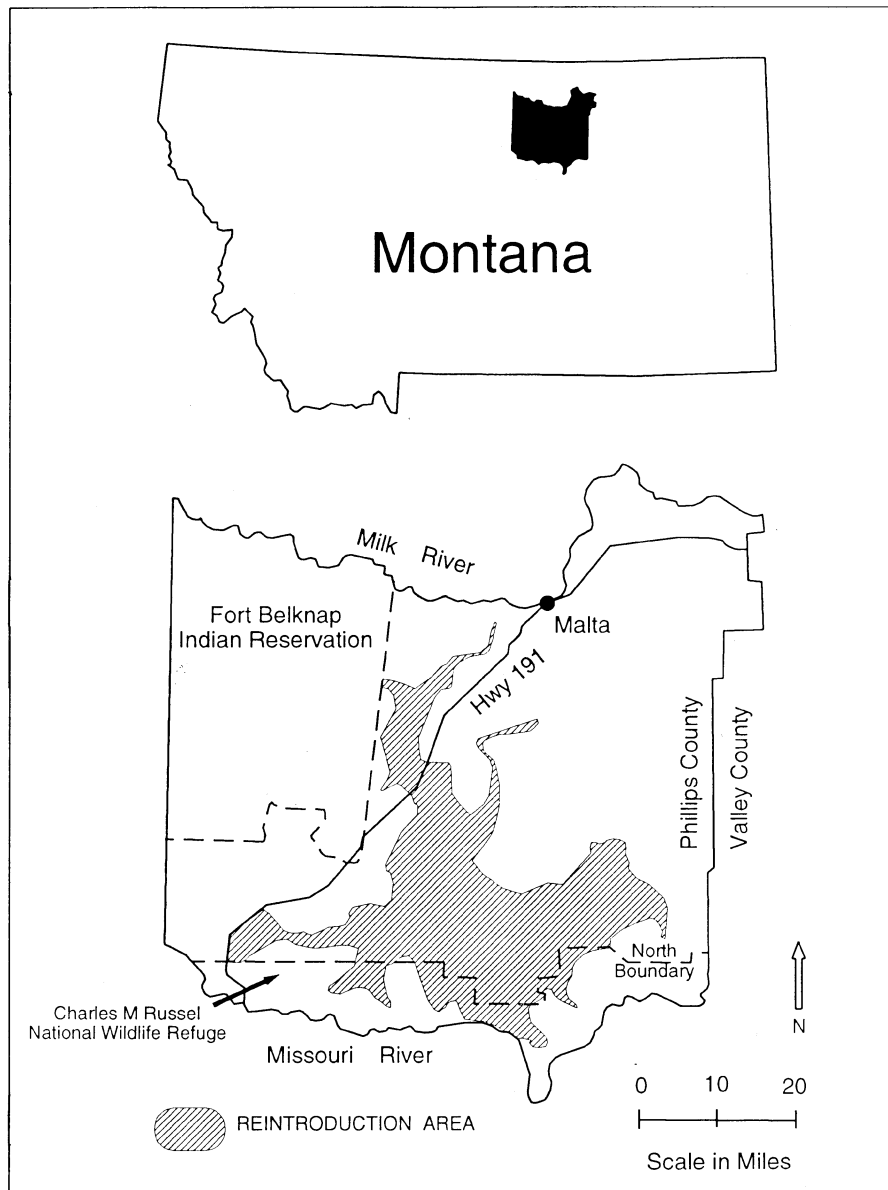 Montana
Milk River
Fort Belknap
Indian Reservation
Malta
Hwy 191
Phillips County
Valley County
North
Boundary
Charles M Russel
National Wildlife Refuge
Missouri River
N
REINTRODUCTION AREA
0 10 20
Scale in Miles